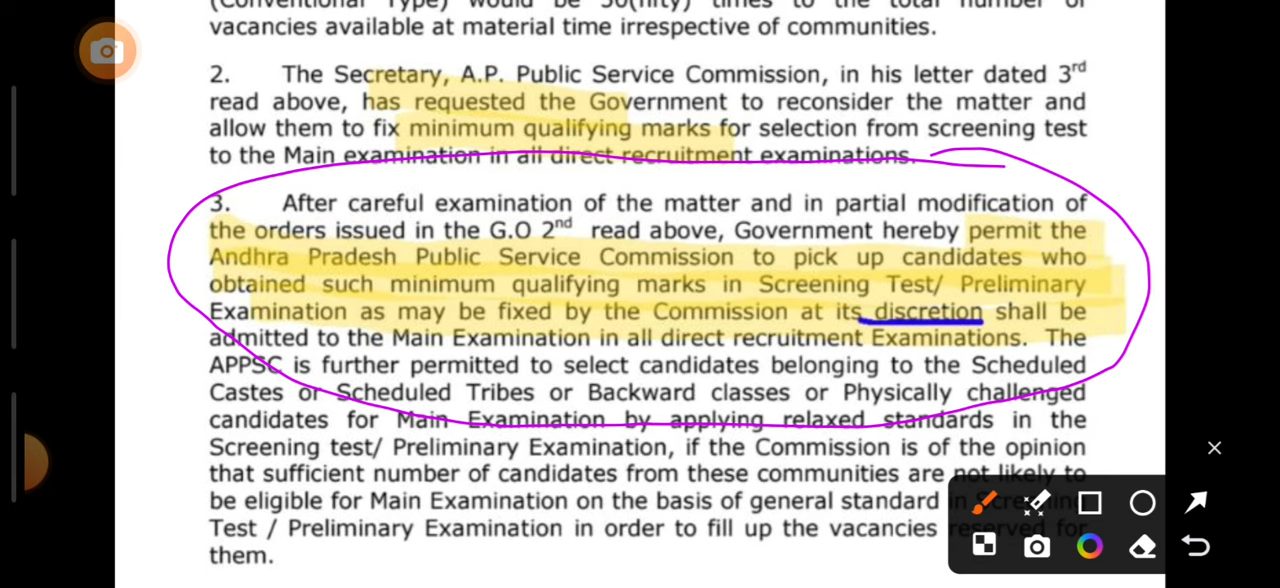 (Conventional Type) would be 50(fifty) times to the total number of
vacancies available at material time irrespective of communities.
2. The Secretary, A.P. Public Service Commission, in his letter dated 3rd
read above, has requested the Government to reconsider the matter and
allow them to fix minimum qualifying marks for selection from screening test
to the Main examination in all direct recruitment examinations.
3. After careful examination of the matter and in partial modification of
the orders issued in the G.O 2nd read above, Government hereby permit the
Andhra Pradesh Public Service Commission to pick up candidates who
obtained such minimum qualifying marks in Screening Test/ Preliminary
Examination as may be fixed by the Commission at its discretion shall be
admitted to the Main Examination in all direct recruitment Examinations. The
APPSC is further permitted to select candidates belonging to the Scheduled
Castes or Scheduled Tribes or Backward classes or Physically challenged
candidates for Main Examination by applying relaxed standards in the
Screening test/ Preliminary Examination, if the Commission is of the opinion
that sufficient number of candidates from these communities are not likely to
be eligible for Main Examination on the basis of general standard in Screening
Test / Preliminary Examination in order to fill up the vacancies reserved for
them.